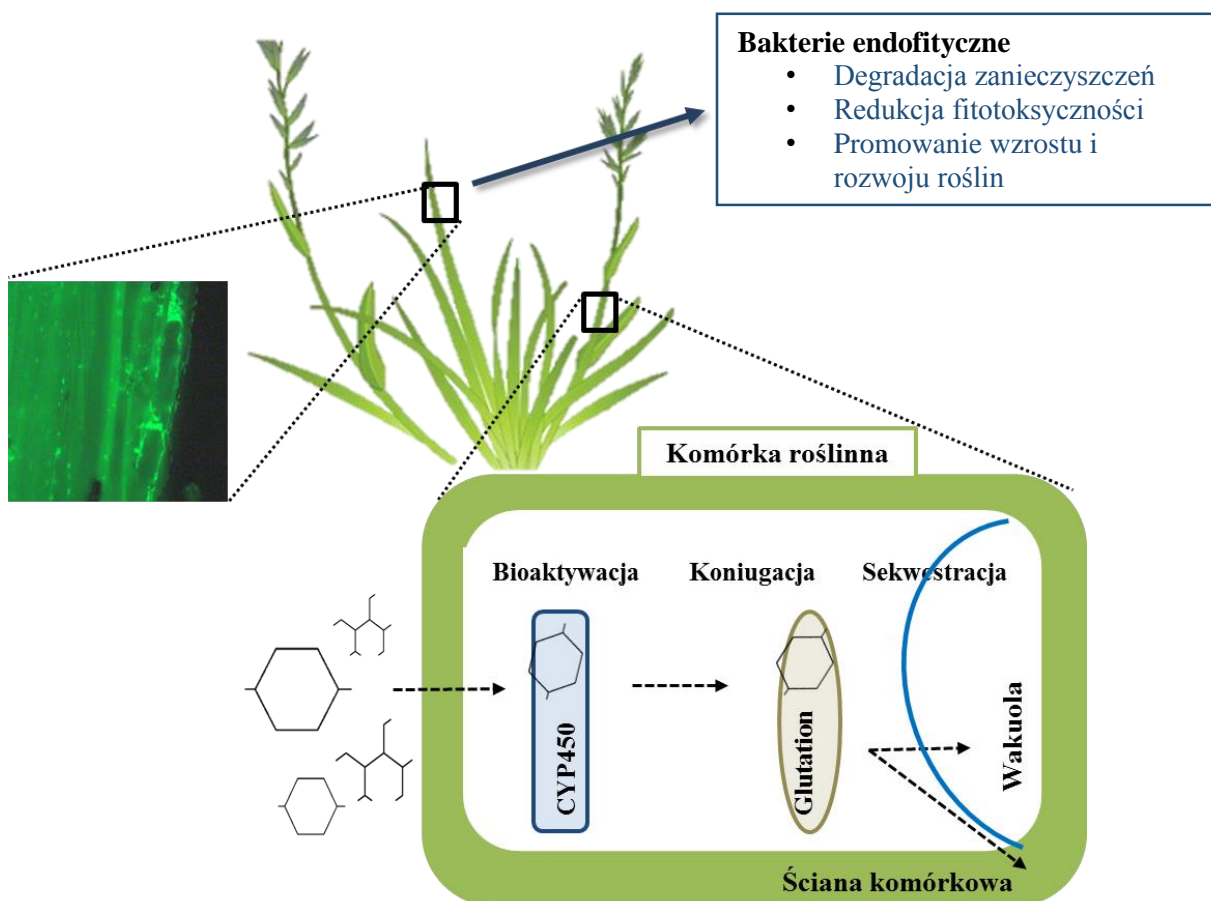 Bakterie endofityczne
• Degradacja zanieczyszczeń
• Redukcja fitotoksyczności
• Promowanie wzrostu i
rozwoju roślin
Komórka roślinna
Bioaktywacja
Koniugacja
Sekwestracja
CYP450
Glutation
Wakuola
Ściana komórkowa